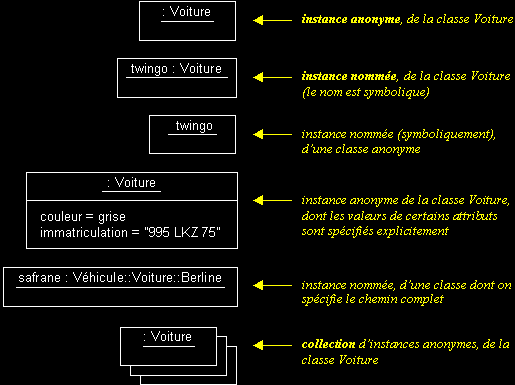 : Voiture
instance anonyme, de la classe Voiture
twingo : Voiture
instance nommée, de la classe Voiture
(le nom est symbolique)
twingo
instance nommée (symboliquement),
d'une classe anonyme
: Voiture
couleur = grise
immatriculation = "995 LKZ 75"
instance anonyme de la classe Voiture,
dont les valeurs de certains attributs
sont spécifiés explicitement
safrane : Véhicule::Voiture::Berline
instance nommée, d'une classe dont on
spécifie le chemin complet
: Voiture
collection d'instances anonymes, de la
classe Voiture